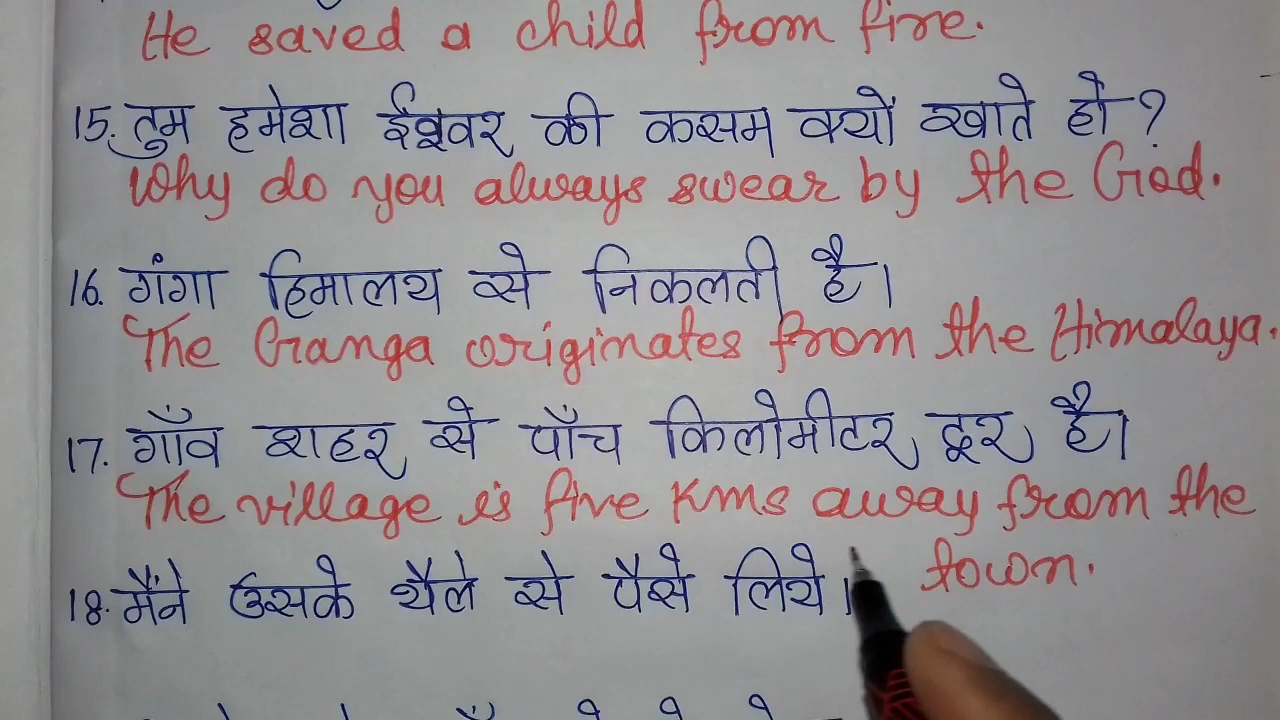 He saved a child from fire.
15. तुम हमेशा ईश्वर की कसम क्यों खाते हो?
Why do you always swear by the God.
16. गंगा हिमालय से निकलती है।
The Ganga originates from the Himalaya.
17. गाँव शहर से पाँच किलोमीटर दूर है।
The village is five Kms away from the
town.
18. मैंने उसके थैले से पैसे लिये।